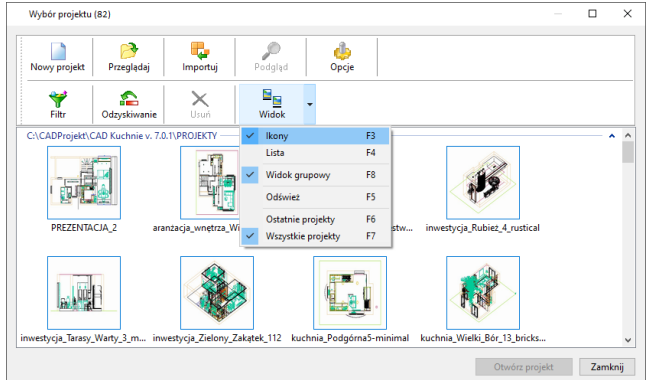 Wybór projektu (82)
Nowy projekt Przeglądaj Importuj Podgląd Opcje
Filtr Odzyskiwanie Usuń Widok
C:\CADProjekt\CAD Kuchnie v. 7.0.1\PROJEKTY
Ikony F3
Lista F4
Widok grupowy F8
Odśwież F5
Ostatnie projekty F6
Wszystkie projekty F7
PREZENTACJA_2 aranżacja_wnętrza_Wi stw... inwestycja_Rubież_4_rustical
inwestycja_Tarasy_Warty_3_m... inwestycja_Zielony_Zakątek_112 kuchnia_Podgórna5-minimal kuchnia_Wielki_Bór_13_bricks...
Otwórz projekt Zamknij